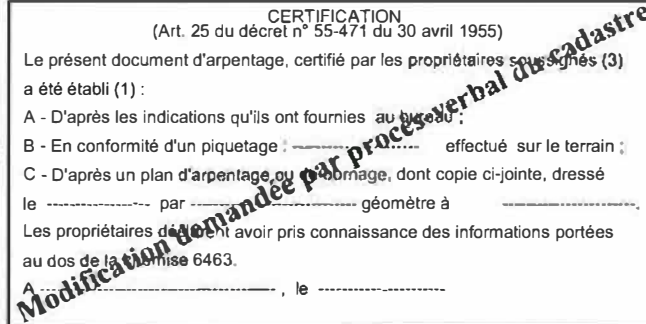 CERTIFICATION
(Art. 25 du décret n° 55-471 du 30 avril 1955)
Le présent document d'arpentage, certifié par les propriétaires soussignés (3)
a été établi (1) :
A - D'après les indications qu'ils ont fournies au bureau ;
B - En conformité d'un piquetage : -------------------- effectué sur le terrain ;
C - D'après un plan d'arpentage ou de bornage, dont copie ci-jointe, dressé
le ----------------- par --------------------------- géomètre à ----------------------.
Les propriétaires déclarent avoir pris connaissance des informations portées
au dos de la chemise 6463.
A -------------------------------------- , le ---------------------
Modification demandée par procès-verbal du cadastre